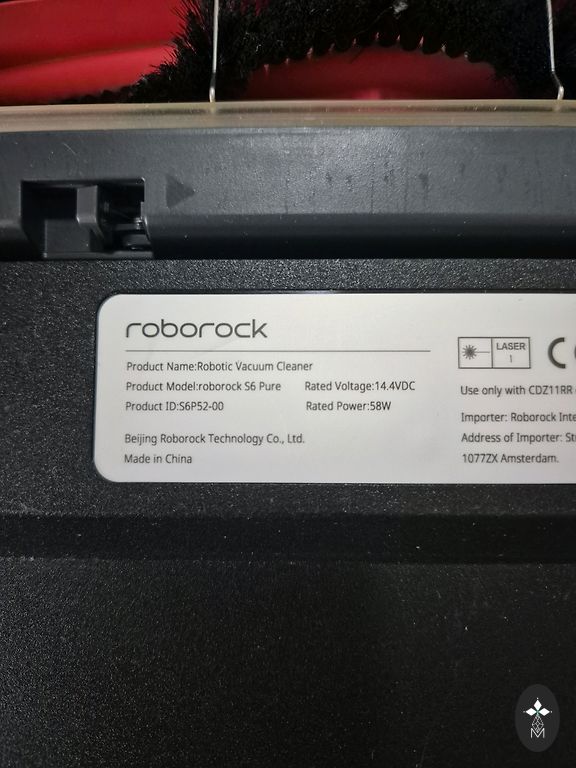 roborock
Product Name:Robotic Vacuum Cleaner
Product Model:roborock S6 Pure Rated Voltage:14.4VDC
Product ID:S6P52-00 Rated Power:58W
Beijing Roborock Technology Co., Ltd.
Made in China
LASER
1
Use only with CDZ11RR
Importer: Roborock Inte
Address of Importer: St
1077ZX Amsterdam.
M